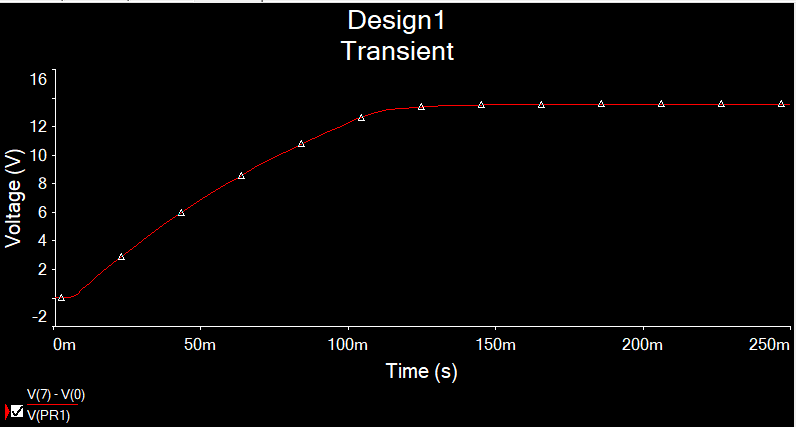 Design1
Transient
16
12
10
8
6
4
2
-2
Voltage (V)
0m 50m 100m 150m 200m 250m
Time (s)
V(7) - V(0)
V(PR1)